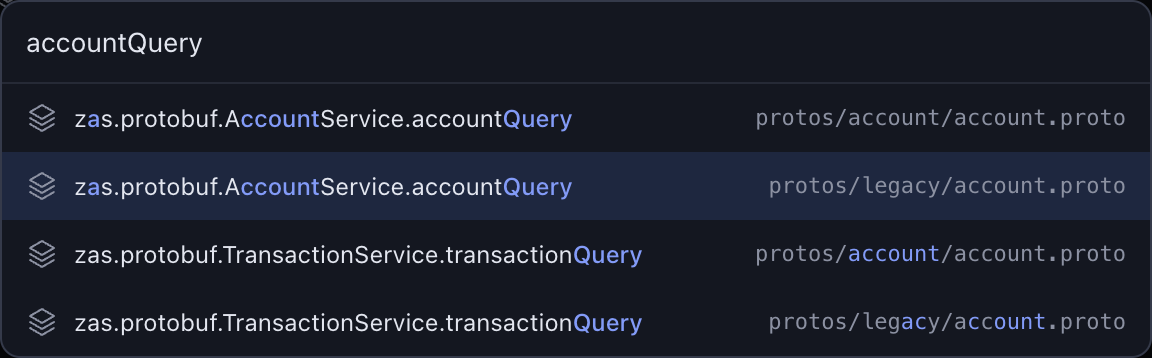 accountQuery
zas.protobuf.AccountService.accountQuery protos/account/account.proto
zas.protobuf.AccountService.accountQuery protos/legacy/account.proto
zas.protobuf.TransactionService.transactionQuery protos/account/account.proto
zas.protobuf.TransactionService.transactionQuery protos/legacy/account.proto